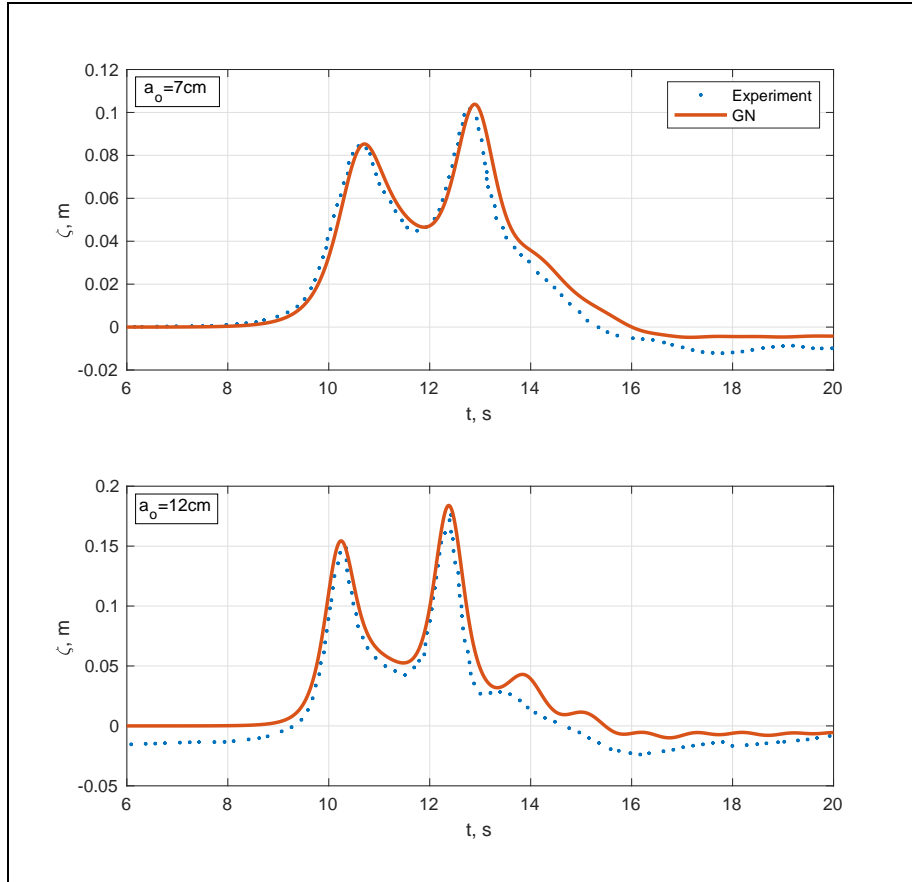 a_o=7cm
Experiment
GN
0.12
0.1
0.08
0.06
0.04
0.02
0
-0.02
ζ, m
6 8 10 12 14 16 18 20
t, s
a_o=12cm
0.2
0.15
0.1
0.05
0
-0.05
ζ, m
6 8 10 12 14 16 18 20
t, s